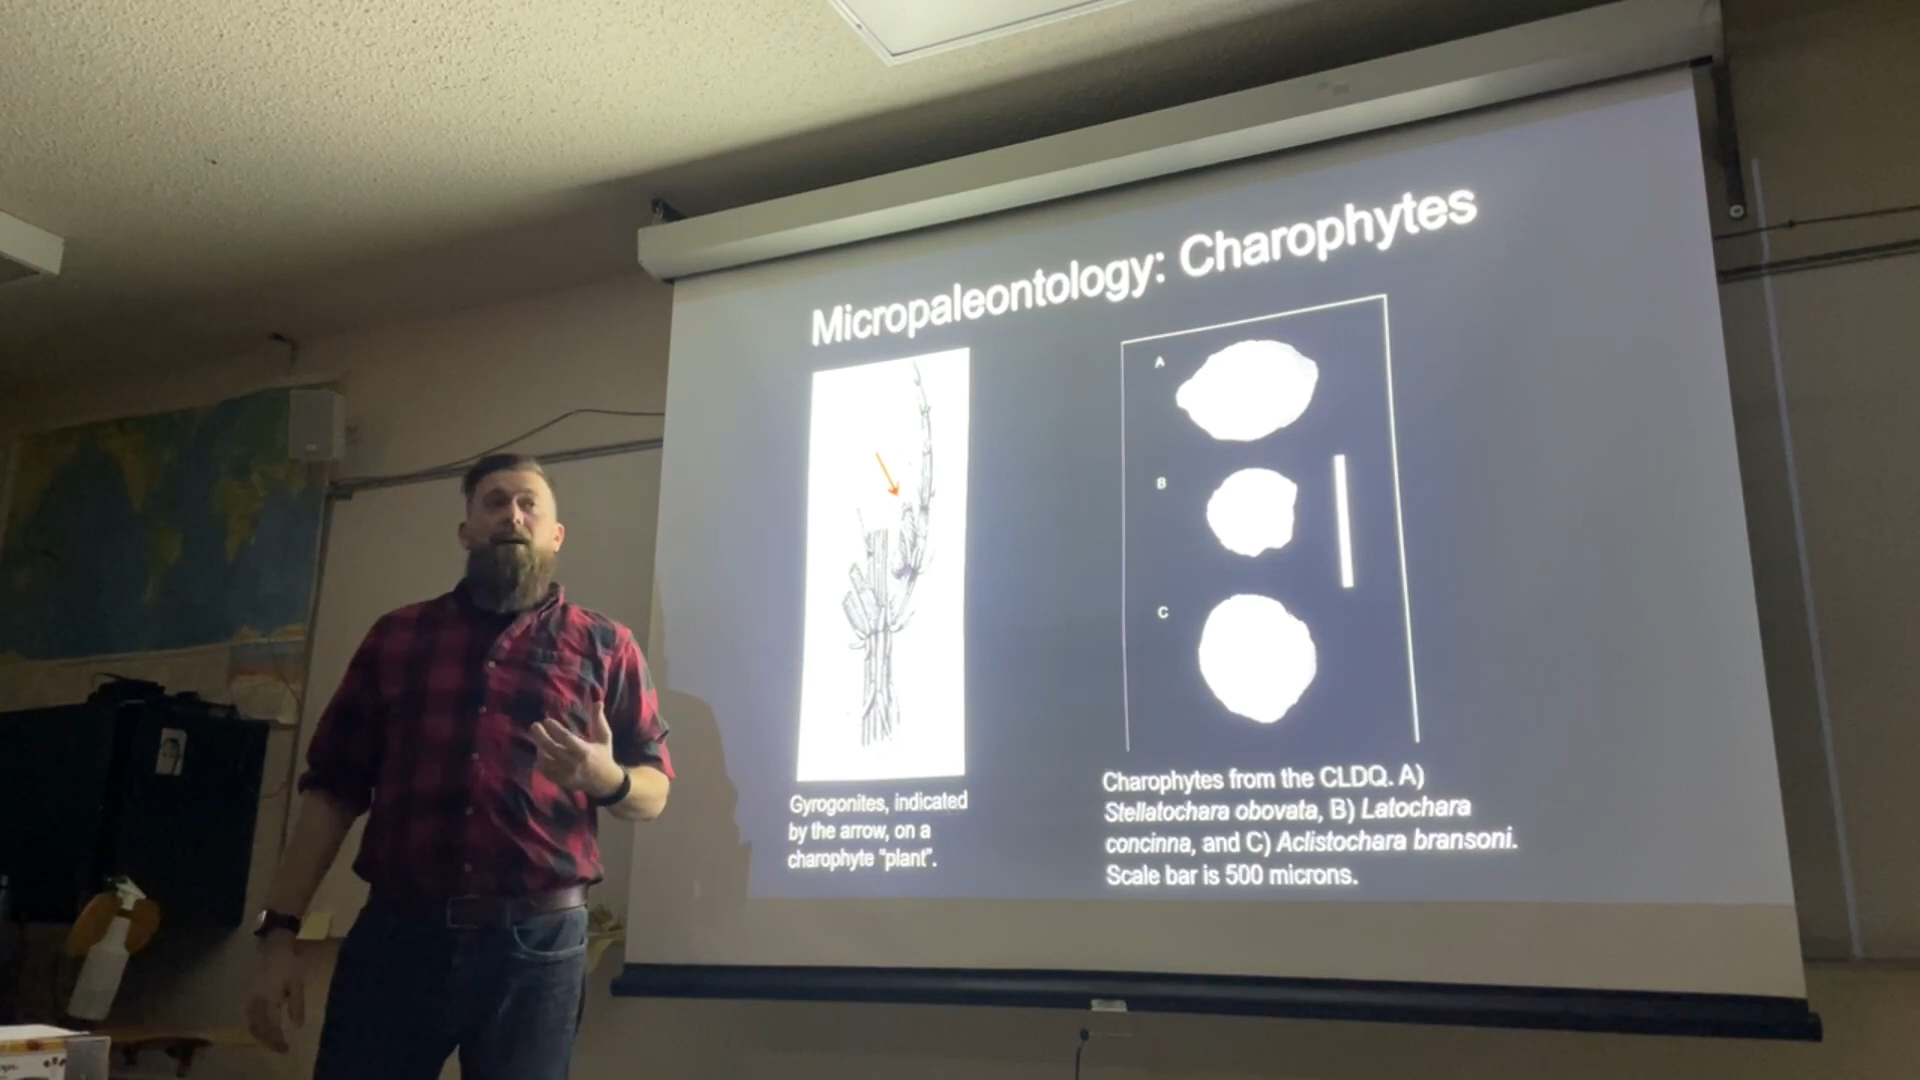 Micropaleontology: Charophytes
A
B
C
Gyrogonites, indicated
by the arrow, on a
charophyte “plant”.
Charophytes from the CLDQ. A)
Stellatochara obovata, B) Latochara
concinna, and C) Aclistochara bransoni.
Scale bar is 500 microns.